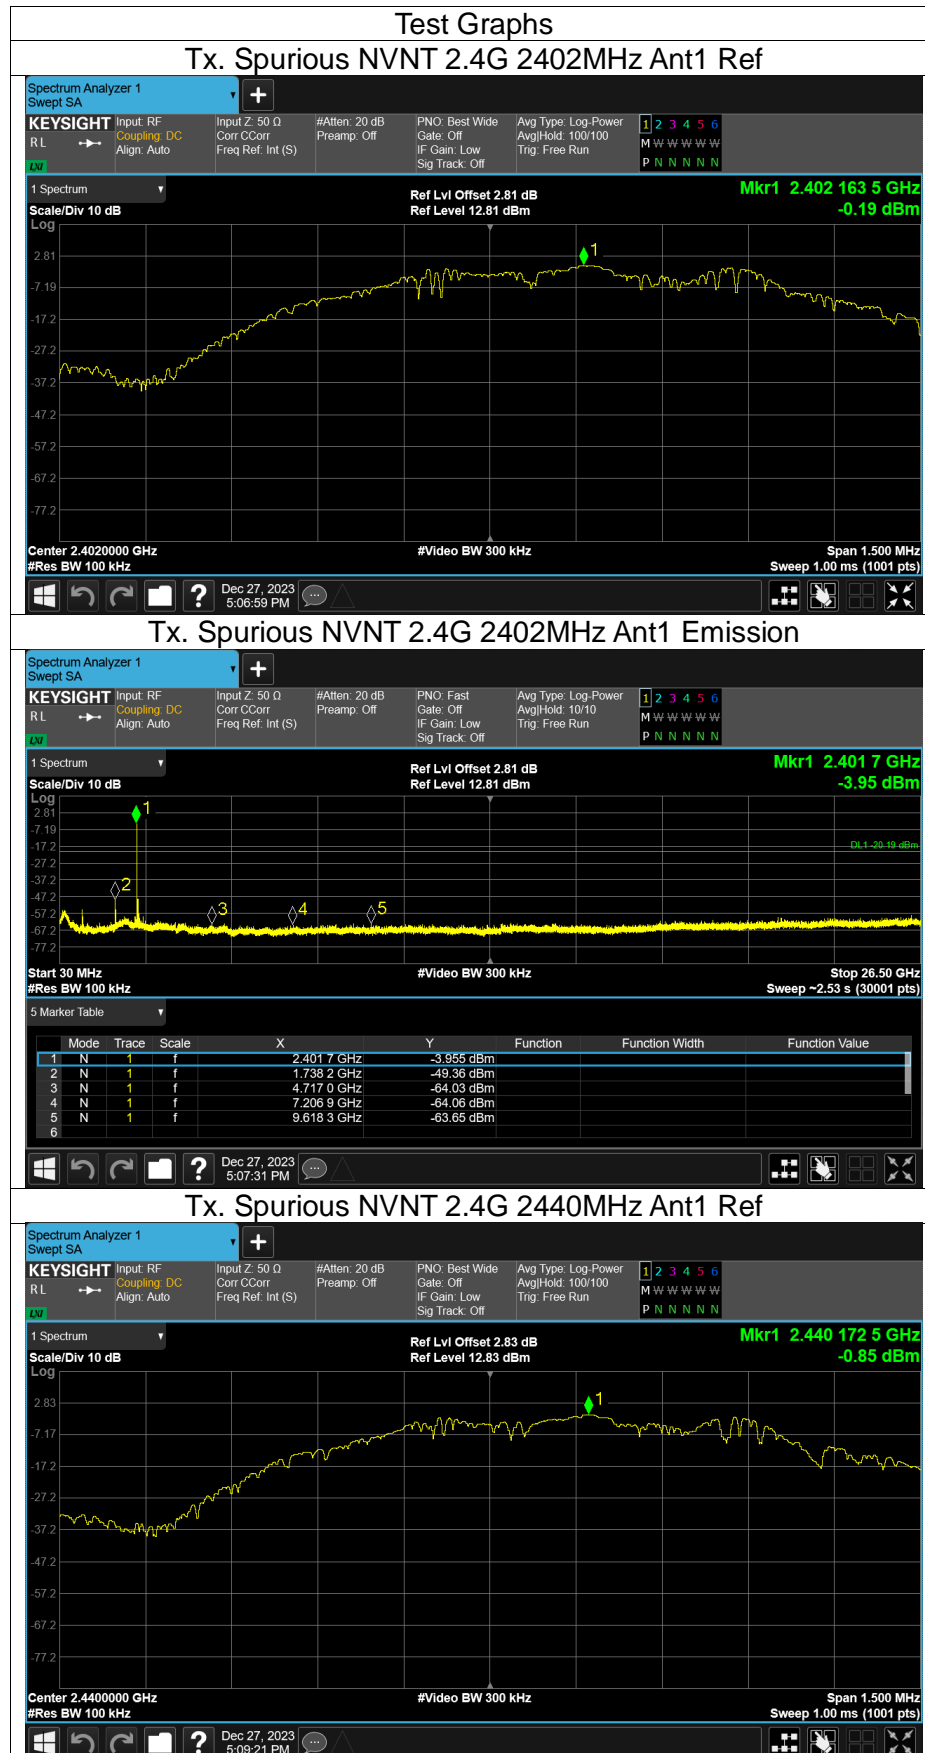 Test Graphs
Tx. Spurious NVNT 2.4G 2402MHz Ant1 Ref
Spectrum Analyzer 1
Swept SA
KEYSIGHT Input: RF Input Z: 50 Ω #Atten: 20 dB PNO: Best Wide Avg Type: Log-Power 1 2 3 4 5 6
RL Coupling: DC Corr CCorr Preamp: Off Gate: Off Avg|Hold: 100/100 M W W W W W
Align: Auto Freq Ref: Int (S) IF Gain: Low Trig: Free Run
LXI Sig Track: Off P N N N N N
1 Spectrum Ref Lvl Offset 2.81 dB Mkr1 2.402 163 5 GHz
Scale/Div 10 dB Ref Level 12.81 dBm -0.19 dBm
Log
1
2.81
-7.19
-17.2
-27.2
-37.2
-47.2
-57.2
-67.2
-77.2
Center 2.4020000 GHz #Video BW 300 kHz Span 1.500 MHz
#Res BW 100 kHz Sweep 1.00 ms (1001 pts)
? Dec 27, 2023
5:06:59 PM
Tx. Spurious NVNT 2.4G 2402MHz Ant1 Emission
Spectrum Analyzer 1
Swept SA
KEYSIGHT Input: RF Input Z: 50 Ω #Atten: 20 dB PNO: Fast Avg Type: Log-Power 1 2 3 4 5 6
RL Coupling: DC Corr CCorr Preamp: Off Gate: Off Avg|Hold: 10/10 M W W W W W
Align: Auto Freq Ref: Int (S) IF Gain: Low Trig: Free Run
LXI Sig Track: Off P N N N N N
1 Spectrum Ref Lvl Offset 2.81 dB Mkr1 2.401 7 GHz
Scale/Div 10 dB Ref Level 12.81 dBm -3.95 dBm
Log
2.81 1
-7.19
-17.2 DL1 -20.19 dBm
-27.2
-37.2
-47.2 2
-57.2 3 4 5
-67.2
-77.2
Start 30 MHz #Video BW 300 kHz Stop 26.50 GHz
#Res BW 100 kHz Sweep ~2.53 s (30001 pts)
5 Marker Table
Mode Trace Scale X Y Function Function Width Function Value
1 N 1 f 2.401 7 GHz -3.955 dBm
2 N 1 f 1.738 2 GHz -49.36 dBm
3 N 1 f 4.717 0 GHz -64.03 dBm
4 N 1 f 7.206 9 GHz -64.06 dBm
5 N 1 f 9.618 3 GHz -63.65 dBm
6
? Dec 27, 2023
5:07:31 PM
Tx. Spurious NVNT 2.4G 2440MHz Ant1 Ref
Spectrum Analyzer 1
Swept SA
KEYSIGHT Input: RF Input Z: 50 Ω #Atten: 20 dB PNO: Best Wide Avg Type: Log-Power 1 2 3 4 5 6
RL Coupling: DC Corr CCorr Preamp: Off Gate: Off Avg|Hold: 100/100 M W W W W W
Align: Auto Freq Ref: Int (S) IF Gain: Low Trig: Free Run
LXI Sig Track: Off P N N N N N
1 Spectrum Ref Lvl Offset 2.83 dB Mkr1 2.440 172 5 GHz
Scale/Div 10 dB Ref Level 12.83 dBm -0.85 dBm
Log
1
2.83
-7.17
-17.2
-27.2
-37.2
-47.2
-57.2
-67.2
-77.2
Center 2.4400000 GHz #Video BW 300 kHz Span 1.500 MHz
#Res BW 100 kHz Sweep 1.00 ms (1001 pts)
? Dec 27, 2023
5:09:21 PM